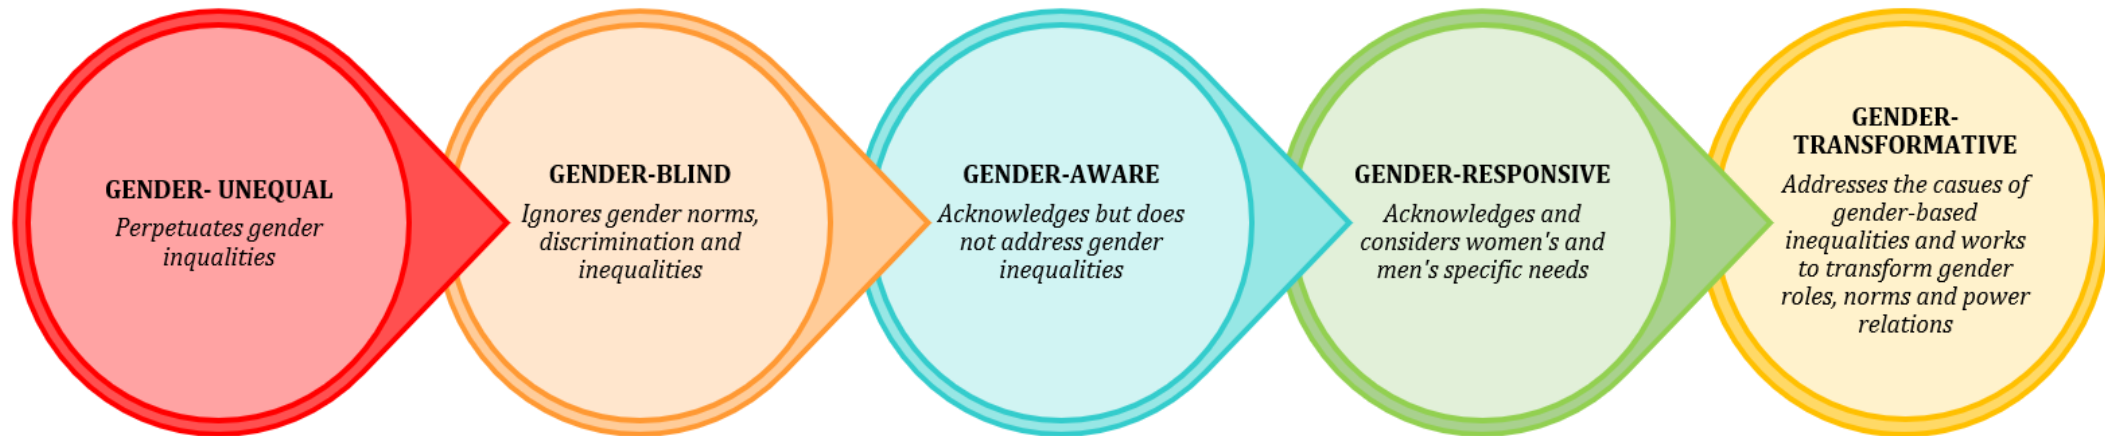 GENDER- UNEQUAL
Perpetuates gender
inqualities
GENDER-BLIND
Ignores gender norms,
discrimination and
inequalities
GENDER-AWARE
Acknowledges but does
not address gender
inequalities
GENDER-RESPONSIVE
Acknowledges and
considers women's and
men's specific needs
GENDER-
TRANSFORMATIVE
Addresses the casues of
gender-based
inequalities and works
to transform gender
roles, norms and power
relations